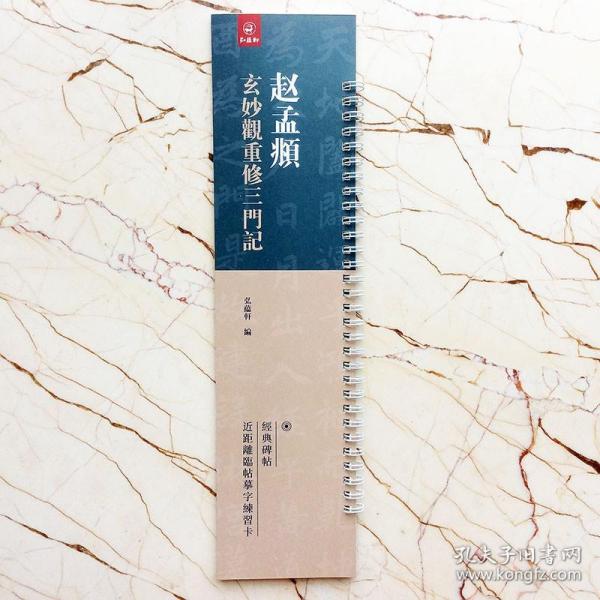 弘蕴轩
赵孟頫
玄妙觀重修三門記
弘蘊軒 編
經典碑帖
近距離臨帖摹字練習卡
孔夫子旧书网
www.kongfz.com